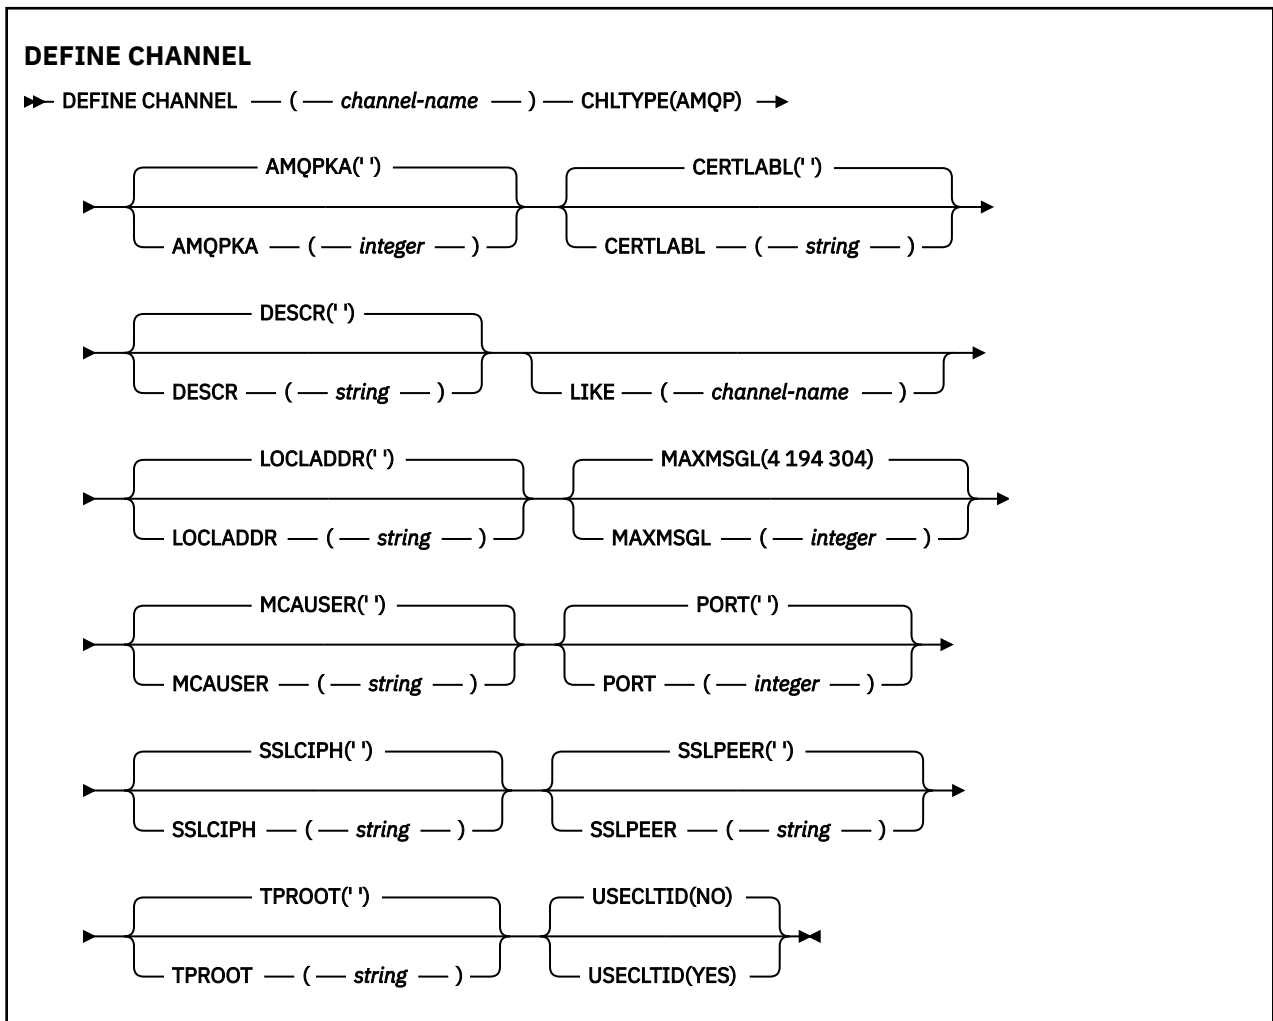 DEFINE CHANNEL
DEFINE CHANNEL ( channel-name ) CHLTYPE(AMQP)
AMQPKA(' ') CERTLABL(' ')
AMQPKA ( integer ) CERTLABL ( string )
DESCR(' ')
DESCR ( string ) LIKE ( channel-name )
LOCLADDR(' ') MAXMSGL(4 194 304)
LOCLADDR ( string ) MAXMSGL ( integer )
MCAUSER(' ') PORT(' ')
MCAUSER ( string ) PORT ( integer )
SSLCIPH(' ') SSLPEER(' ')
SSLCIPH ( string ) SSLPEER ( string )
TPROOT(' ') USECLTID(NO)
TPROOT ( string ) USECLTID(YES)